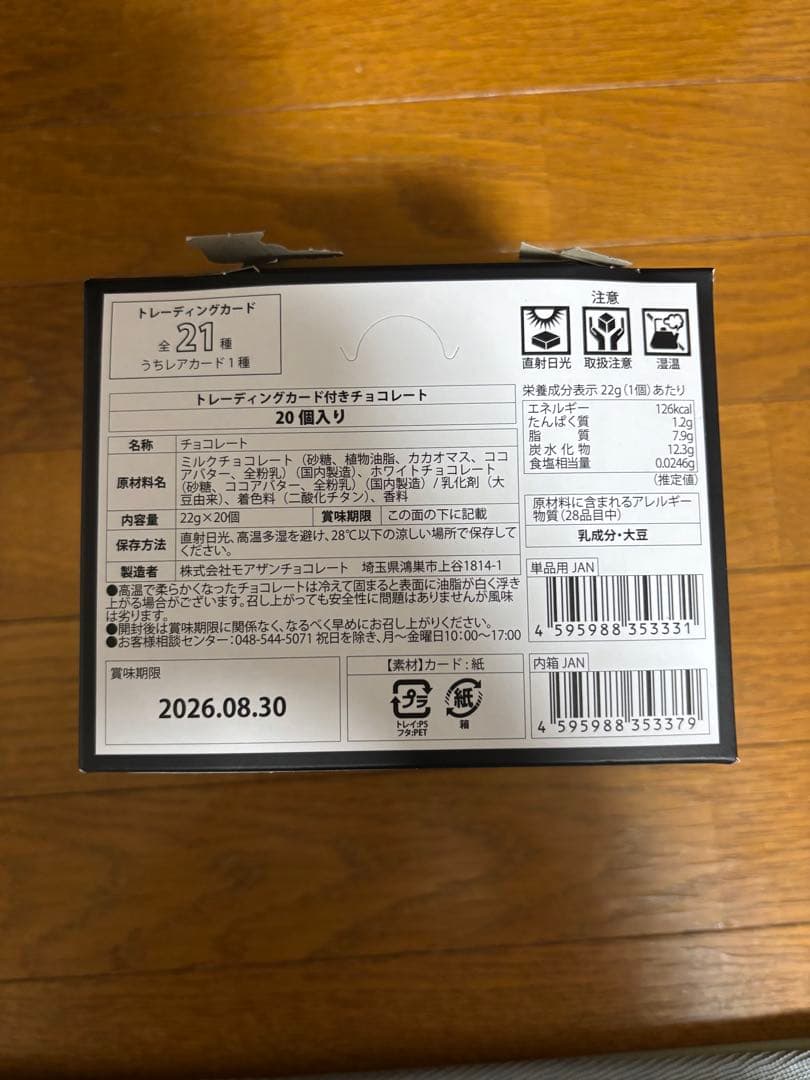 トレーディングカード
全21種
うちレアカード1種
注意
直射日光 取扱注意 湿温
トレーディングカード付きチョコレート
20個入り
名称 チョコレート
原材料名 ミルクチョコレート（砂糖、植物油脂、カカオマス、ココ
アバター、全粉乳）（国内製造）、ホワイトチョコレート
（砂糖、ココアバター、全粉乳）（国内製造）/ 乳化剤（大
豆由来）、着色料（二酸化チタン）、香料
内容量 22g×20個 賞味期限 この面の下に記載
保存方法 直射日光、高温多湿を避け、28℃以下の涼しい場所で保存して
ください。
製造者 株式会社モアザンチョコレート 埼玉県鴻巣市上谷1814-1
●高温で柔らかくなったチョコレートは冷えて固まると表面に油脂が白く浮き
上がる場合がございます。召し上がっても安全性に問題はありませんが風味
は劣ります。
●開封後は賞味期限に関係なく、なるべく早めにお召し上がりください。
●お客様相談センター：048-544-5071 祝日を除き、月〜金曜日10：00〜17:00
賞味期限
2026.08.30
【素材】カード：紙
プラ
トレイ:PS
フタ:PET
紙
箱
栄養成分表示 22g（1個）あたり
エネルギー 126kcal
たんぱく質 1.2g
脂質 7.9g
炭水化物 12.3g
食塩相当量 0.0246g
（推定値）
原材料に含まれるアレルギー
物質（28品目中）
乳成分・大豆
単品用 JAN
4 595988 353331
内箱 JAN
4 595988 353379